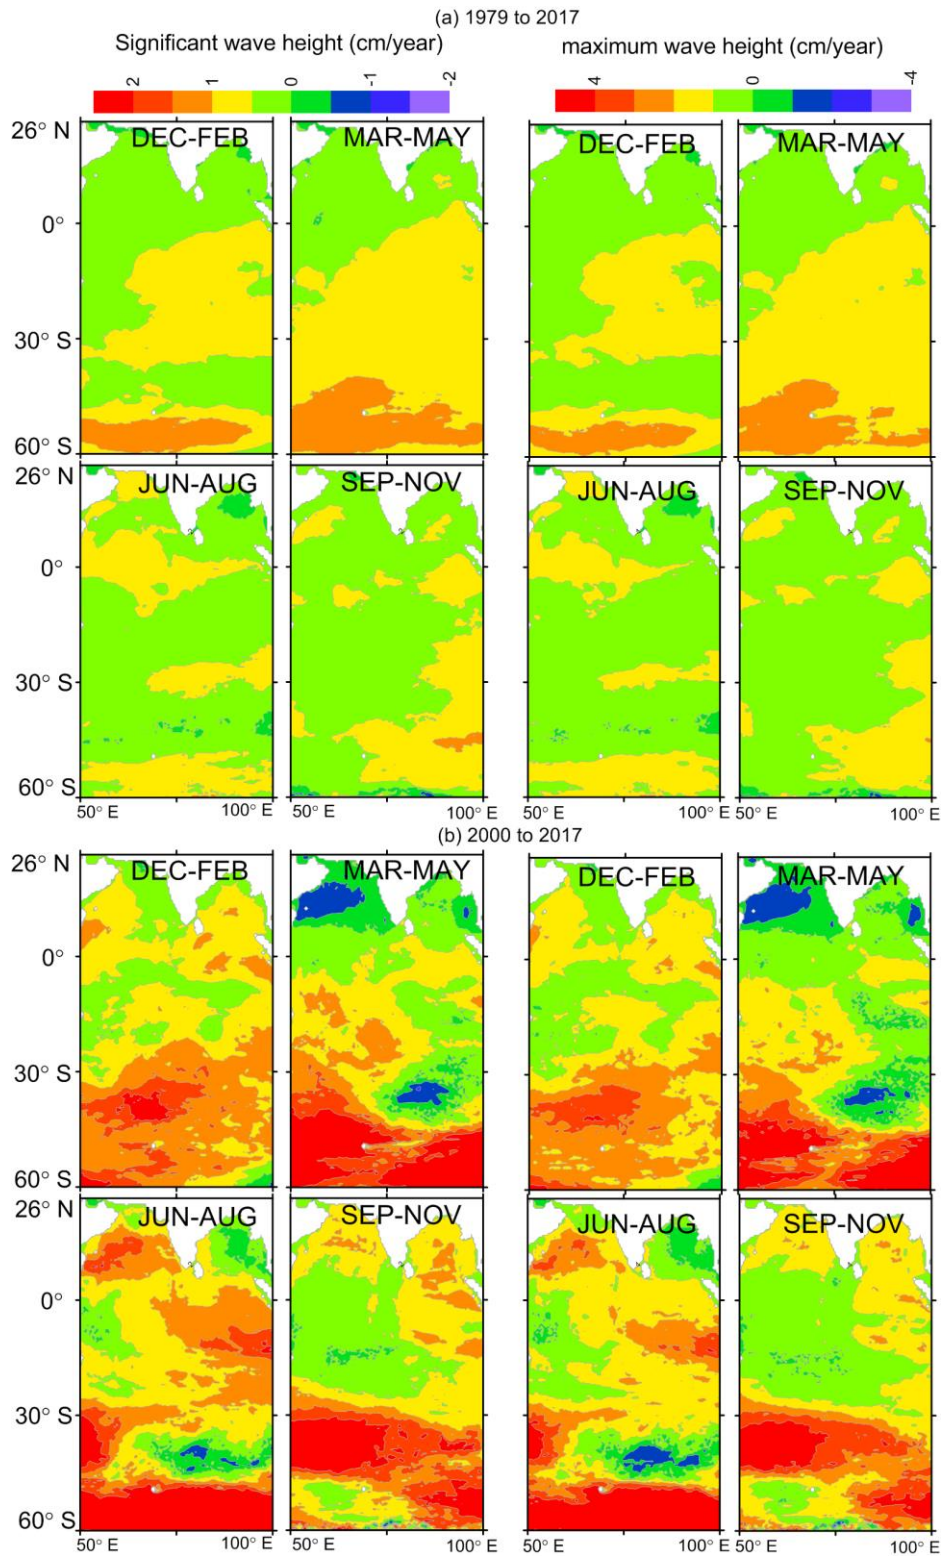 (a) 1979 to 2017
Significant wave height (cm/year) maximum wave height (cm/year)
2 1 0 -1 -2 4 0 -4
26° N DEC-FEB MAR-MAY DEC-FEB MAR-MAY
0°
30° S
60° S
26° N JUN-AUG SEP-NOV JUN-AUG SEP-NOV
0°
30° S
60° S
50° E 100° E 50° E 100° E 50° E 100° E 50° E 100° E
(b) 2000 to 2017
26° N DEC-FEB MAR-MAY DEC-FEB MAR-MAY
0°
30° S
60° S
26° N JUN-AUG SEP-NOV JUN-AUG SEP-NOV
0°
30° S
60° S
50° E 100° E 50° E 100° E 50° E 100° E 50° E 100° E